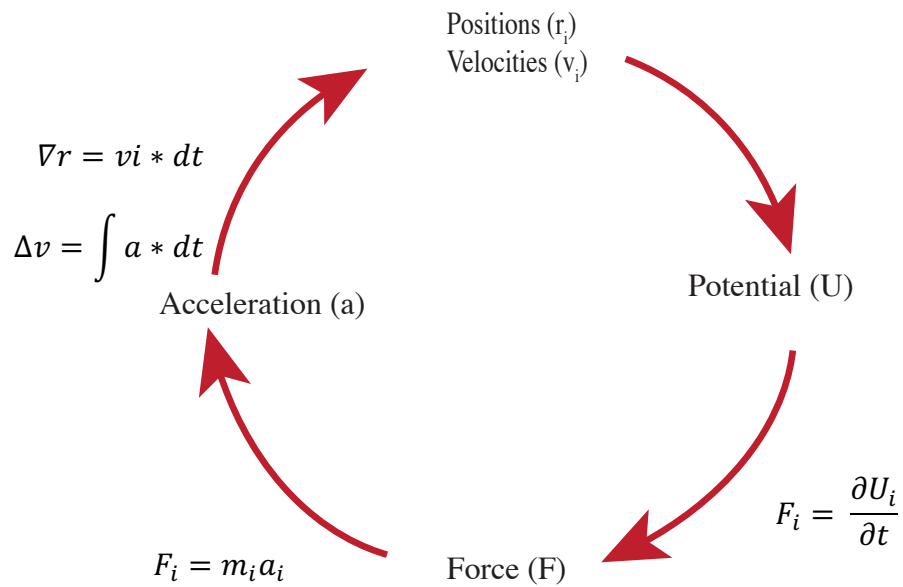 Positions (rᵢ)
Velocities (vᵢ)
∇r = vi ∗ dt
Δv = ∫ a ∗ dt
Acceleration (a)
Potential (U)
Fᵢ = ∂Uᵢ/∂t
Fᵢ = mᵢaᵢ
Force (F)